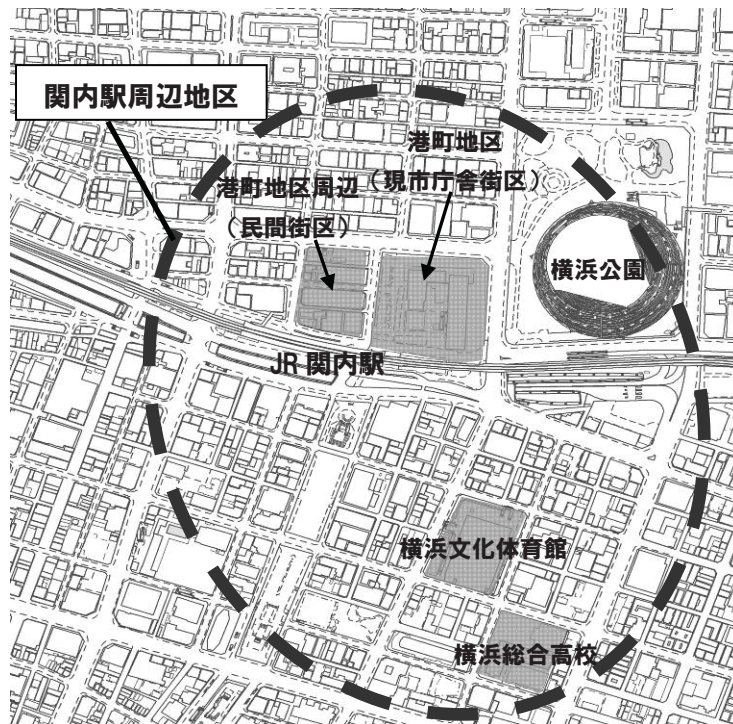 関内駅周辺地区
港町地区
（現市庁舎街区）
港町地区周辺
（民間街区）
横浜公園
JR 関内駅
横浜文化体育館
横浜総合高校